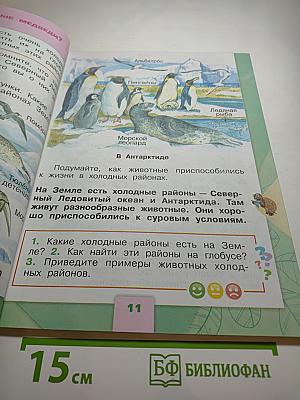 Альбатрос
Пингвины
Ледяная
рыба
Морской
леопард
В Антарктиде
Подумайте, как животные приспособились
к жизни в холодных районах.
На Земле есть холодные районы — Север-
ный Ледовитый океан и Антарктида. Там
живут разнообразные животные. Они хоро-
шо приспособились к суровым условиям.
1. Какие холодные районы есть на Зем-
ле? 2. Как найти эти районы на глобусе?
3. Приведите примеры животных холод-
ных районов.
11
15 см
БФ БИБЛИОФАН